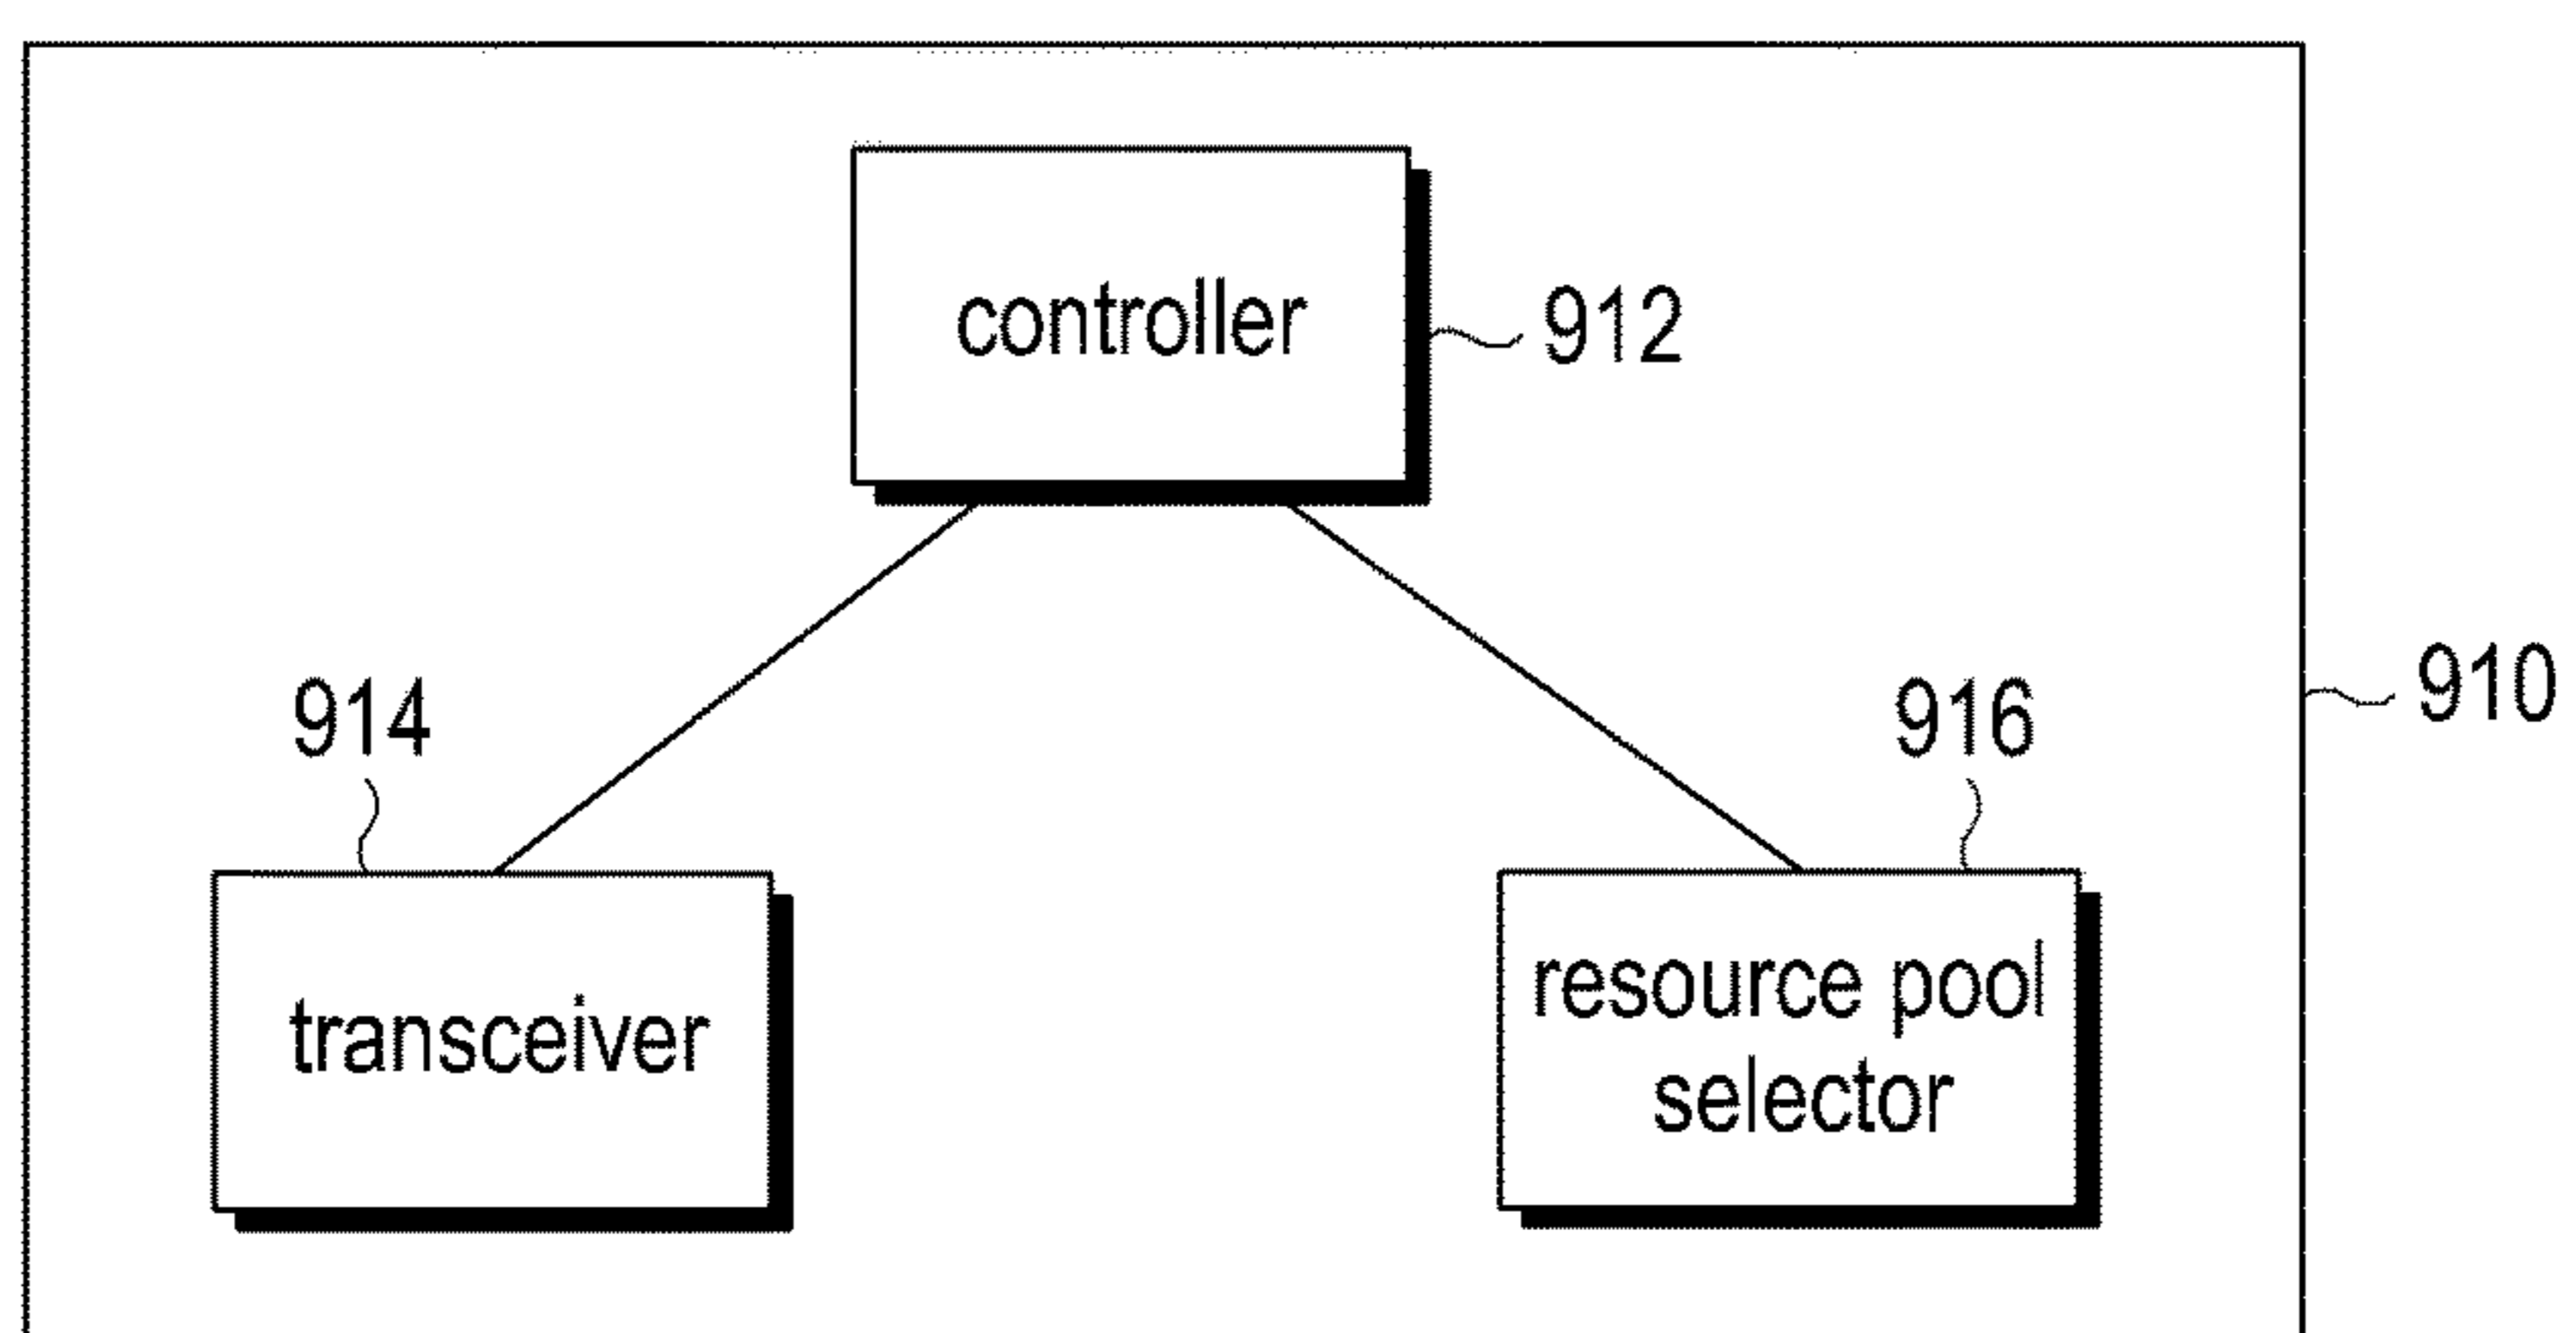 controller
912
910
914
916
transceiver
resource pool
selector